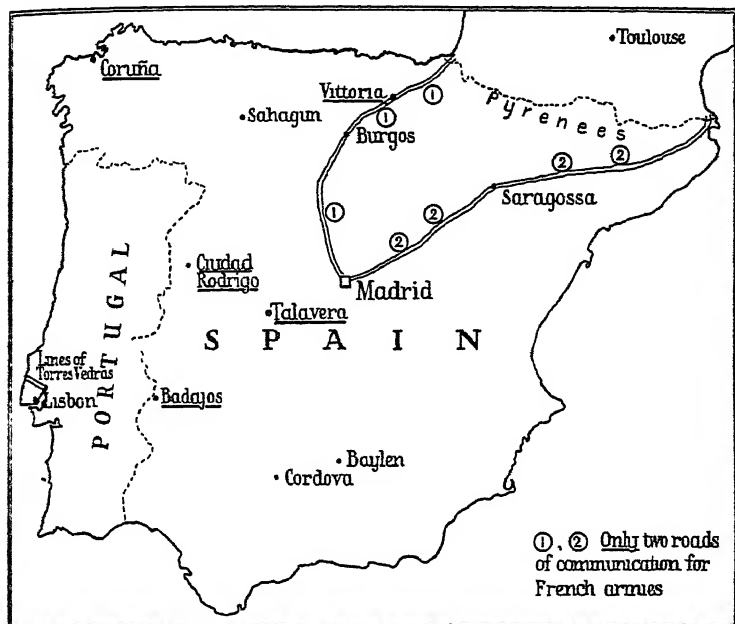 Toulouse
Coruña
Vittoria
①
①
Pyrenees
Sahagun
Burgos
②
②
Saragossa
①
②
②
Ciudad
Rodrigo
Madrid
Talavera
SPAIN
PORTUGAL
Lines of
Torres Vedras
Lisbon
Badajos
Baylen
Cordova
①, ② Only two roads
of communication for
French armies